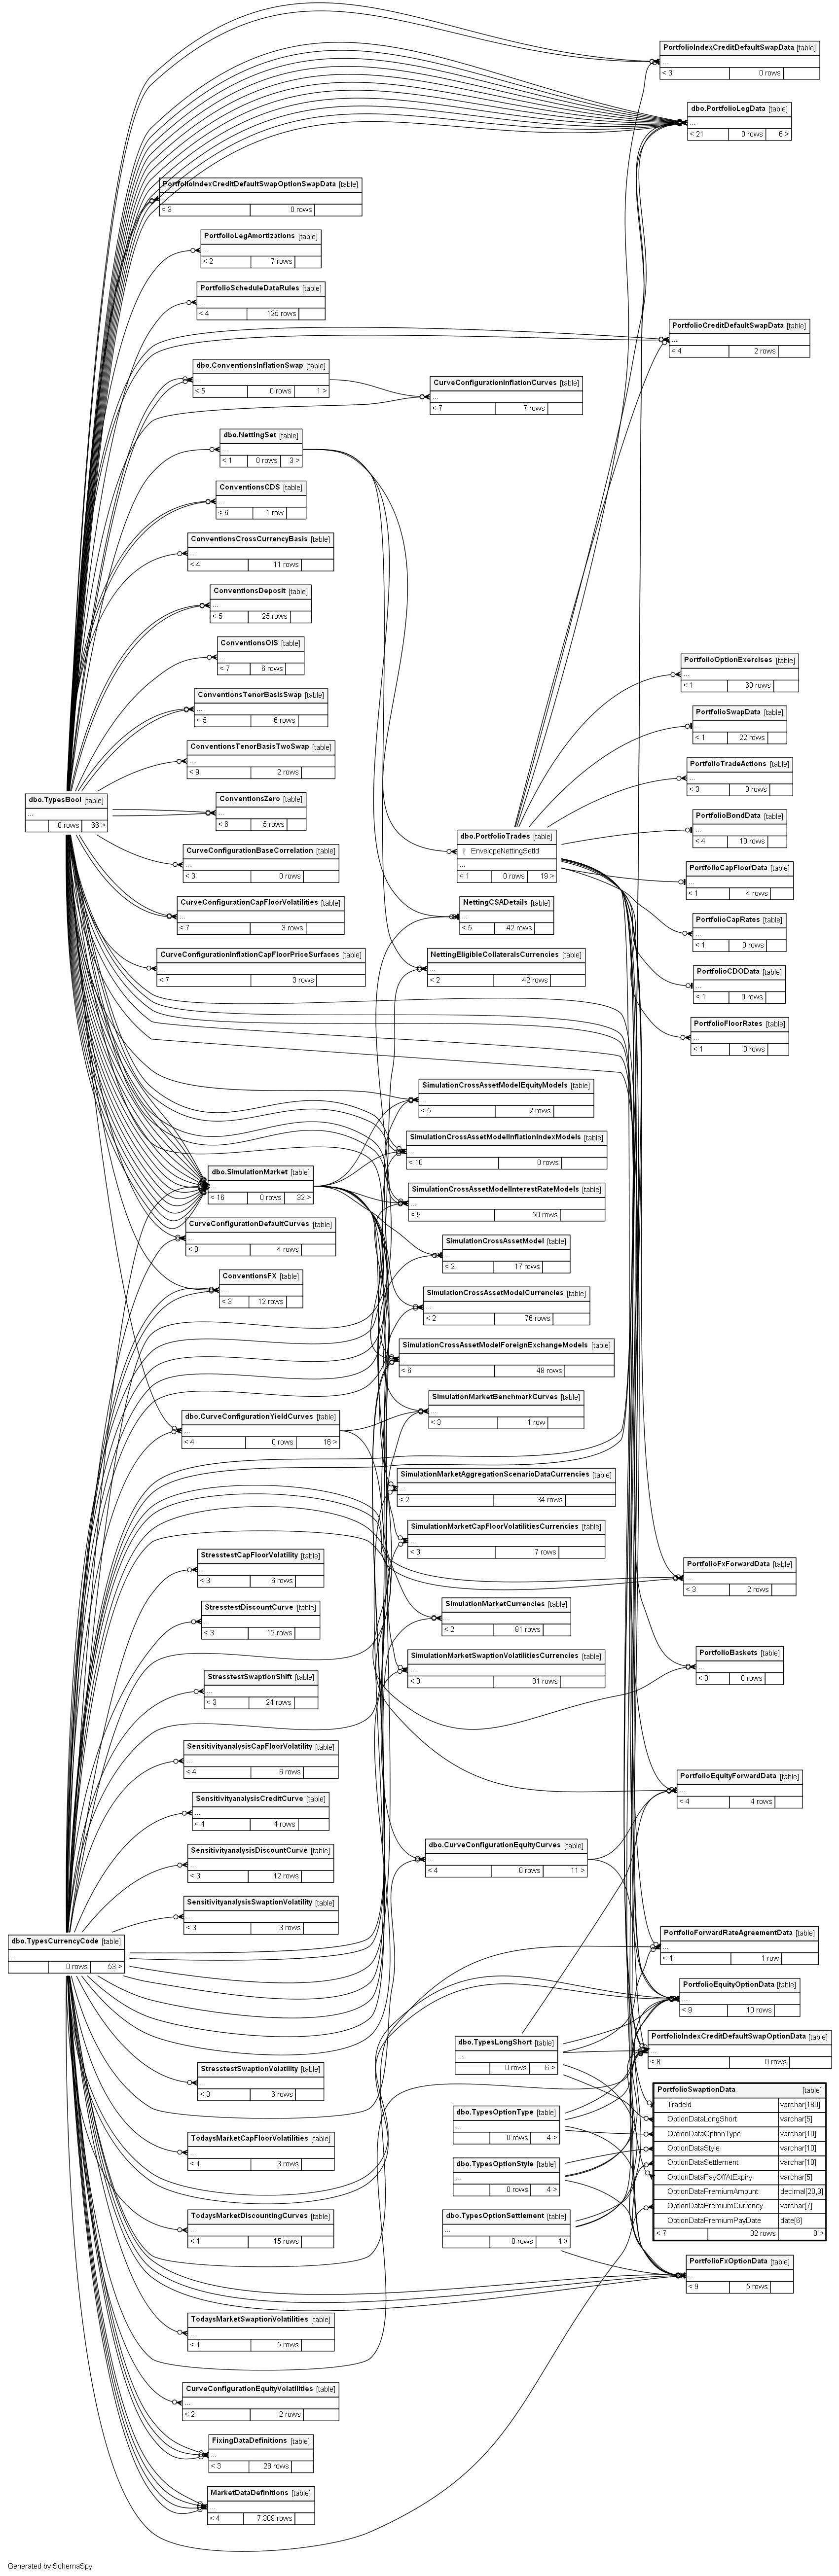 PortfolioIndexCreditDefaultSwapData [table]
...
< 3 0 rows
dbo.PortfolioLegData [table]
...
< 21 0 rows 6 >
PortfolioIndexCreditDefaultSwapOptionSwapData [table]
...
< 3 0 rows
PortfolioLegAmortizations [table]
...
< 2 7 rows
PortfolioScheduleDataRules [table]
...
< 4 125 rows
PortfolioCreditDefaultSwapData [table]
...
< 4 2 rows
dbo.ConventionsInflationSwap [table]
...
< 5 0 rows 1 >
CurveConfigurationInflationCurves [table]
...
< 7 7 rows
dbo.NettingSet [table]
...
< 1 0 rows 3 >
ConventionsCDS [table]
...
< 6 1 row
ConventionsCrossCurrencyBasis [table]
...
< 4 11 rows
ConventionsDeposit [table]
...
< 5 25 rows
ConventionsOIS [table]
...
< 7 6 rows
PortfolioOptionExercises [table]
...
< 1 60 rows
ConventionsTenorBasisSwap [table]
...
< 5 6 rows
PortfolioSwapData [table]
...
< 1 22 rows
ConventionsTenorBasisTwoSwap [table]
...
< 9 2 rows
PortfolioTradeActions [table]
...
< 3 3 rows
dbo.TypesBool [table]
...
0 rows 66 >
ConventionsZero [table]
...
< 6 5 rows
PortfolioBondData [table]
...
< 4 10 rows
dbo.PortfolioTrades [table]
EnvelopeNettingSetId
...
< 1 0 rows 19 >
CurveConfigurationBaseCorrelation [table]
...
< 3 0 rows
PortfolioCapFloorData [table]
...
< 1 4 rows
CurveConfigurationCapFloorVolatilities [table]
...
< 7 3 rows
NettingCSADetails [table]
...
< 5 42 rows
PortfolioCapRates [table]
...
< 1 0 rows
CurveConfigurationInflationCapFloorPriceSurfaces [table]
...
< 7 3 rows
NettingEligibleCollateralsCurrencies [table]
...
< 2 42 rows
PortfolioCDOData [table]
...
< 1 0 rows
PortfolioFloorRates [table]
...
< 1 0 rows
SimulationCrossAssetModelEquityModels [table]
...
< 5 2 rows
SimulationCrossAssetModelInflationIndexModels [table]
...
< 10 0 rows
dbo.SimulationMarket [table]
...
< 16 0 rows 32 >
SimulationCrossAssetModelInterestRateModels [table]
...
< 9 50 rows
CurveConfigurationDefaultCurves [table]
...
< 8 4 rows
SimulationCrossAssetModel [table]
...
< 2 17 rows
ConventionsFX [table]
...
< 3 12 rows
SimulationCrossAssetModelCurrencies [table]
...
< 2 76 rows
SimulationCrossAssetModelForeignExchangeModels [table]
...
< 6 48 rows
SimulationMarketBenchmarkCurves [table]
...
< 3 1 row
dbo.CurveConfigurationYieldCurves [table]
...
< 4 0 rows 16 >
SimulationMarketAggregationScenarioDataCurrencies [table]
...
< 2 34 rows
SimulationMarketCapFloorVolatilitiesCurrencies [table]
...
< 3 7 rows
StresstestCapFloorVolatility [table]
...
< 3 6 rows
PortfolioFxForwardData [table]
...
< 3 2 rows
StresstestDiscountCurve [table]
...
< 3 12 rows
SimulationMarketCurrencies [table]
...
< 2 81 rows
SimulationMarketSwaptionVolatilitiesCurrencies [table]
...
< 3 81 rows
PortfolioBaskets [table]
...
< 3 0 rows
StresstestSwaptionShift [table]
...
< 3 24 rows
SensitivityanalysisCapFloorVolatility [table]
...
< 4 6 rows
PortfolioEquityForwardData [table]
...
< 4 4 rows
SensitivityanalysisCreditCurve [table]
...
< 4 4 rows
SensitivityanalysisDiscountCurve [table]
...
< 3 12 rows
dbo.CurveConfigurationEquityCurves [table]
...
< 4 0 rows 11 >
SensitivityanalysisSwaptionVolatility [table]
...
< 3 3 rows
dbo.TypesCurrencyCode [table]
...
0 rows 53 >
PortfolioForwardRateAgreementData [table]
...
< 4 1 row
PortfolioEquityOptionData [table]
...
< 9 10 rows
dbo.TypesLongShort [table]
...
0 rows 6 >
PortfolioIndexCreditDefaultSwapOptionData [table]
...
< 8 0 rows
StresstestSwaptionVolatility [table]
...
< 3 6 rows
PortfolioSwaptionData [table]
TradeId varchar[180]
OptionDataLongShort varchar[5]
OptionDataOptionType varchar[10]
OptionDataStyle varchar[10]
OptionDataSettlement varchar[10]
OptionDataPayOffAtExpiry varchar[5]
OptionDataPremiumAmount decimal[20,3]
OptionDataPremiumCurrency varchar[7]
OptionDataPremiumPayDate date[6]
< 7 32 rows 0 >
dbo.TypesOptionType [table]
...
0 rows 4 >
TodaysMarketCapFloorVolatilities [table]
...
< 1 3 rows
dbo.TypesOptionStyle [table]
...
0 rows 4 >
TodaysMarketDiscountingCurves [table]
...
< 1 15 rows
dbo.TypesOptionSettlement [table]
...
0 rows 4 >
PortfolioFxOptionData [table]
...
< 9 5 rows
TodaysMarketSwaptionVolatilities [table]
...
< 1 5 rows
CurveConfigurationEquityVolatilities [table]
...
< 2 2 rows
FixingDataDefinitions [table]
...
< 3 28 rows
MarketDataDefinitions [table]
...
< 4 7.309 rows
Generated by SchemaSpy